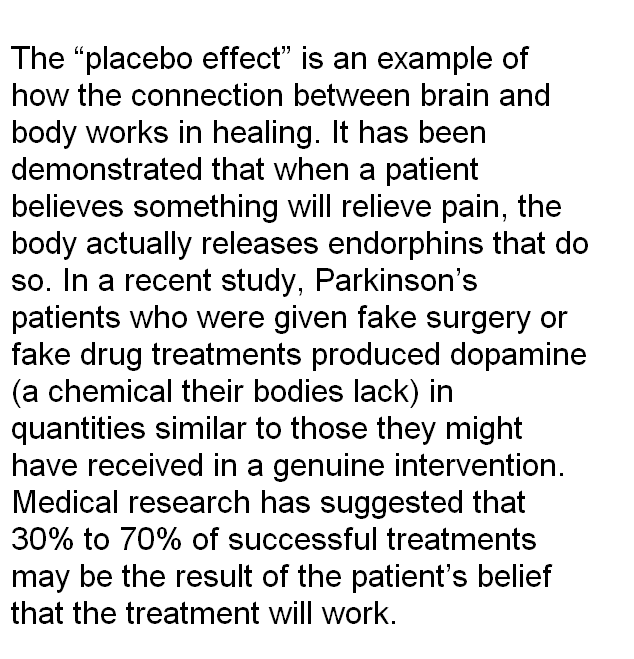 The “placebo effect” is an example of
how the connection between brain and
body works in healing. It has been
demonstrated that when a patient
believes something will relieve pain, the
body actually releases endorphins that do
so. In a recent study, Parkinson’s
patients who were given fake surgery or
fake drug treatments produced dopamine
(a chemical their bodies lack) in
quantities similar to those they might
have received in a genuine intervention.
Medical research has suggested that
30% to 70% of successful treatments
may be the result of the patient’s belief
that the treatment will work.